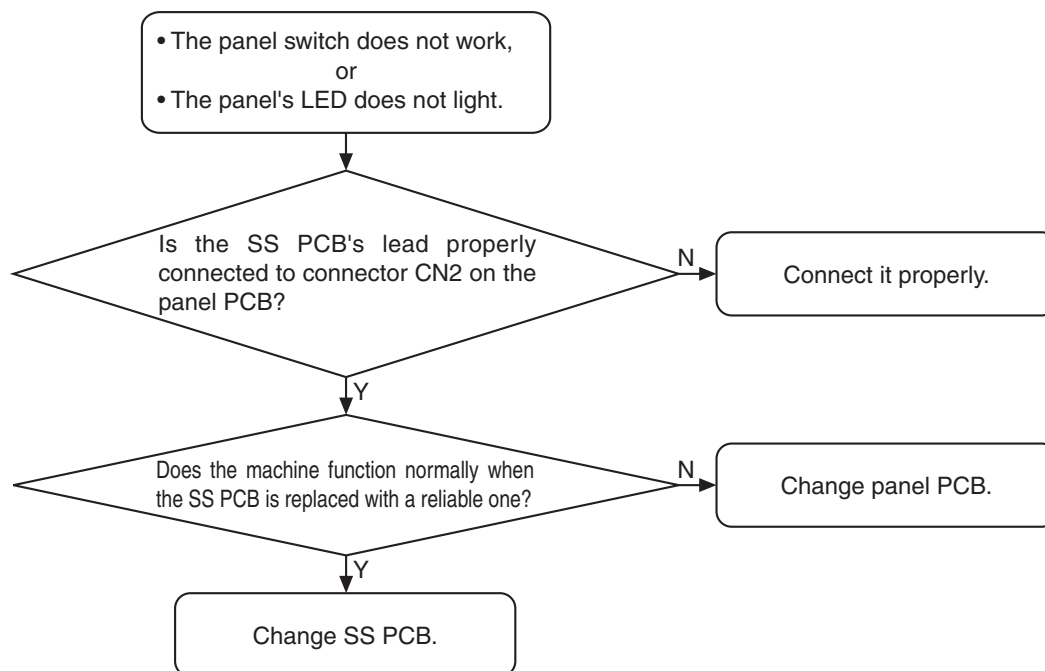 • The panel switch does not work,
or
• The panel's LED does not light.
Is the SS PCB's lead properly
connected to connector CN2 on the
panel PCB?
N
Connect it properly.
Y
Does the machine function normally when
the SS PCB is replaced with a reliable one?
N
Change panel PCB.
Y
Change SS PCB.